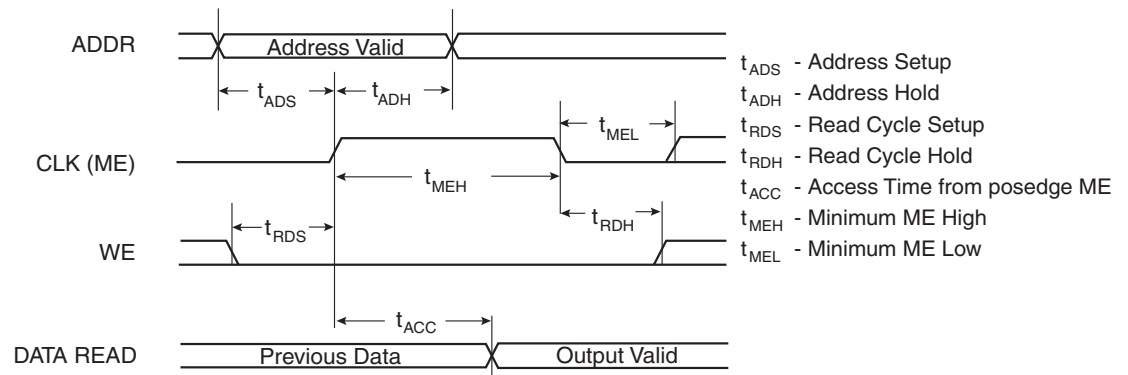 ADDR
Address Valid
tADS
tADH
CLK (ME)
tMEH
tMEL
WE
tRDS
tRDH
DATA READ
Previous Data
tACC
Output Valid
tADS - Address Setup
tADH - Address Hold
tRDS - Read Cycle Setup
tRDH - Read Cycle Hold
tACC - Access Time from posedge ME
tMEH - Minimum ME High
tMEL - Minimum ME Low